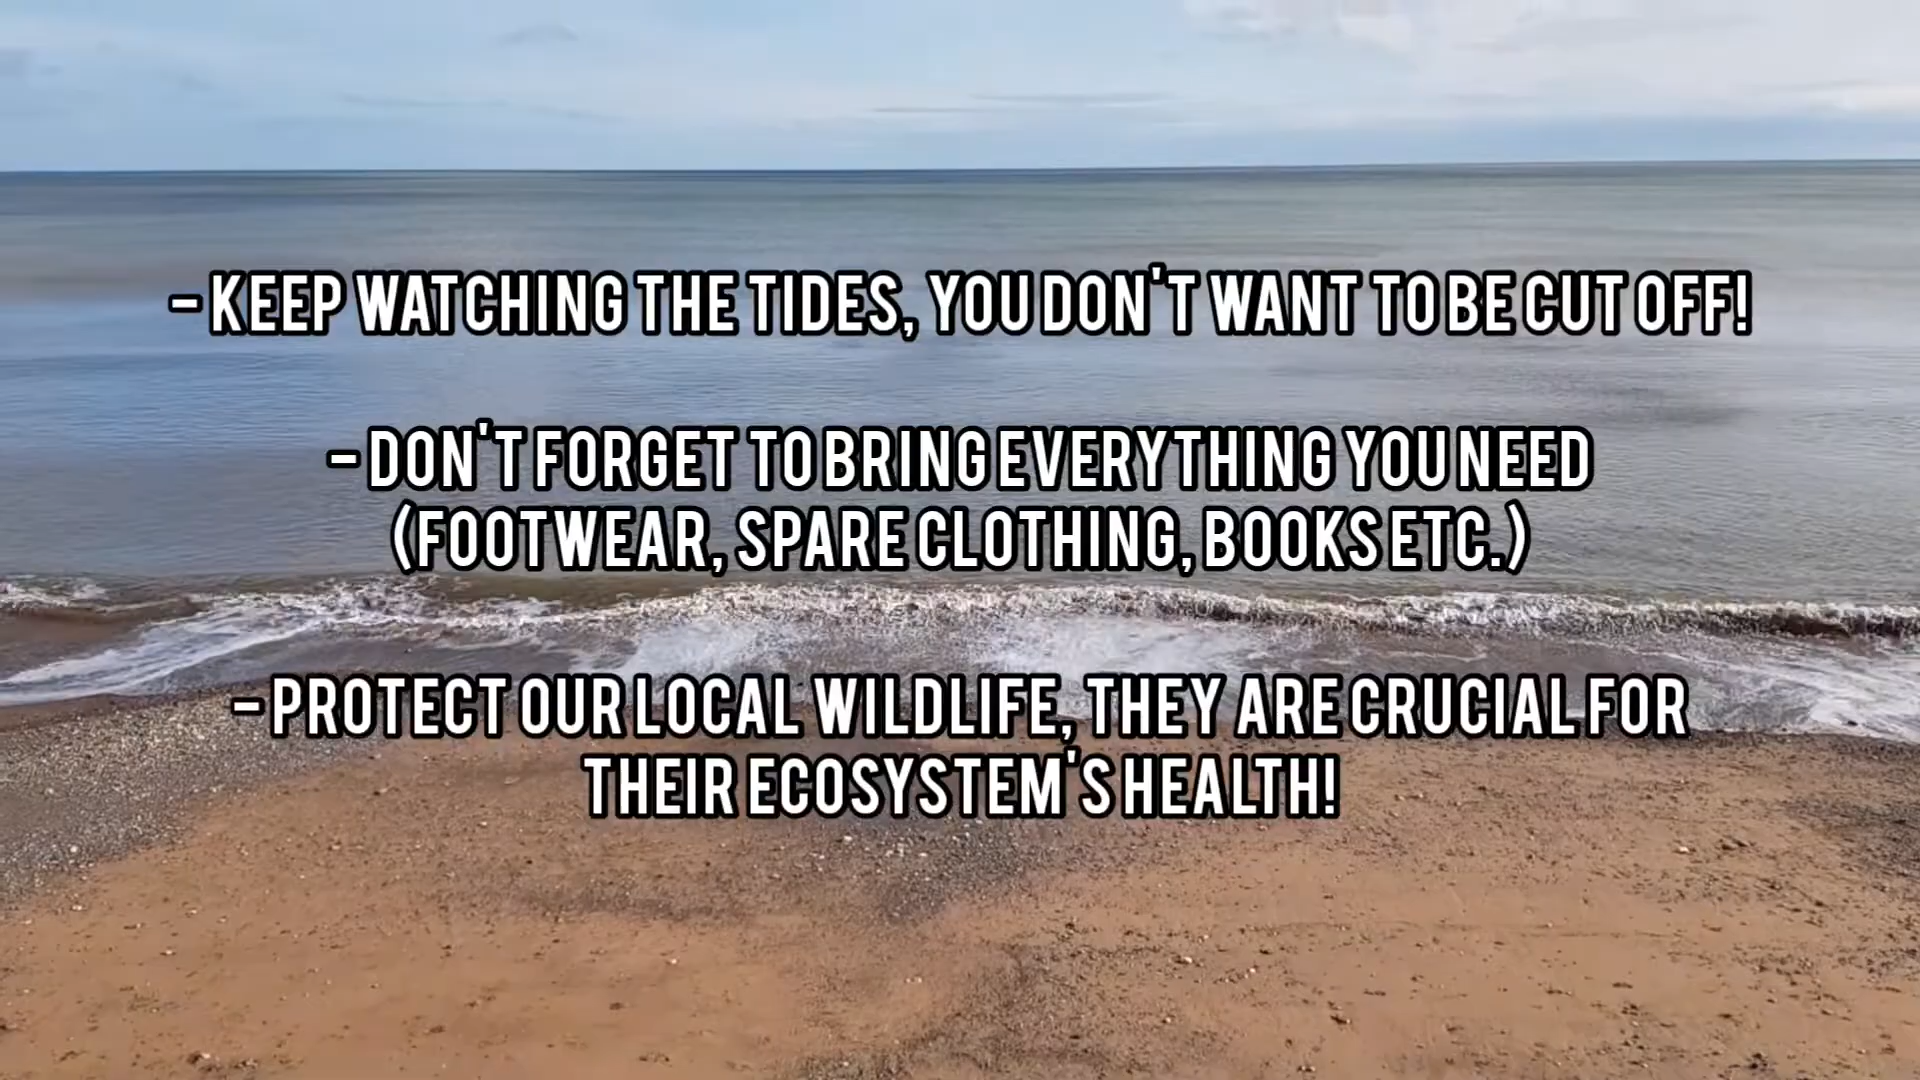 - KEEP WATCHING THE TIDES, YOU DON'T WANT TO BE CUT OFF!
- DON'T FORGET TO BRING EVERYTHING YOU NEED
(FOOTWEAR, SPARE CLOTHING, BOOKS ETC.)
- PROTECT OUR LOCAL WILDLIFE, THEY ARE CRUCIAL FOR
THEIR ECOSYSTEM'S HEALTH!